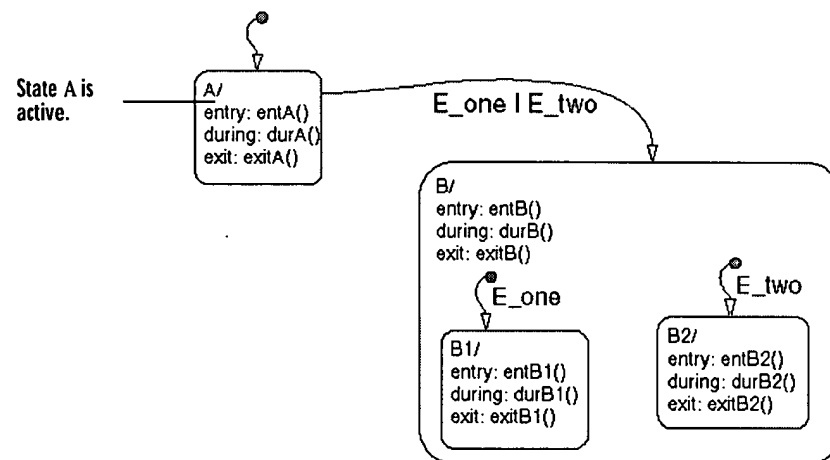 State A is
active.
A/
entry: entA()
during: durA()
exit: exitA()
E_one | E_two
B/
entry: entB()
during: durB()
exit: exitB()
E_one
E_two
B1/
entry: entB1()
during: durB1()
exit: exitB1()
B2/
entry: entB2()
during: durB2()
exit: exitB2()